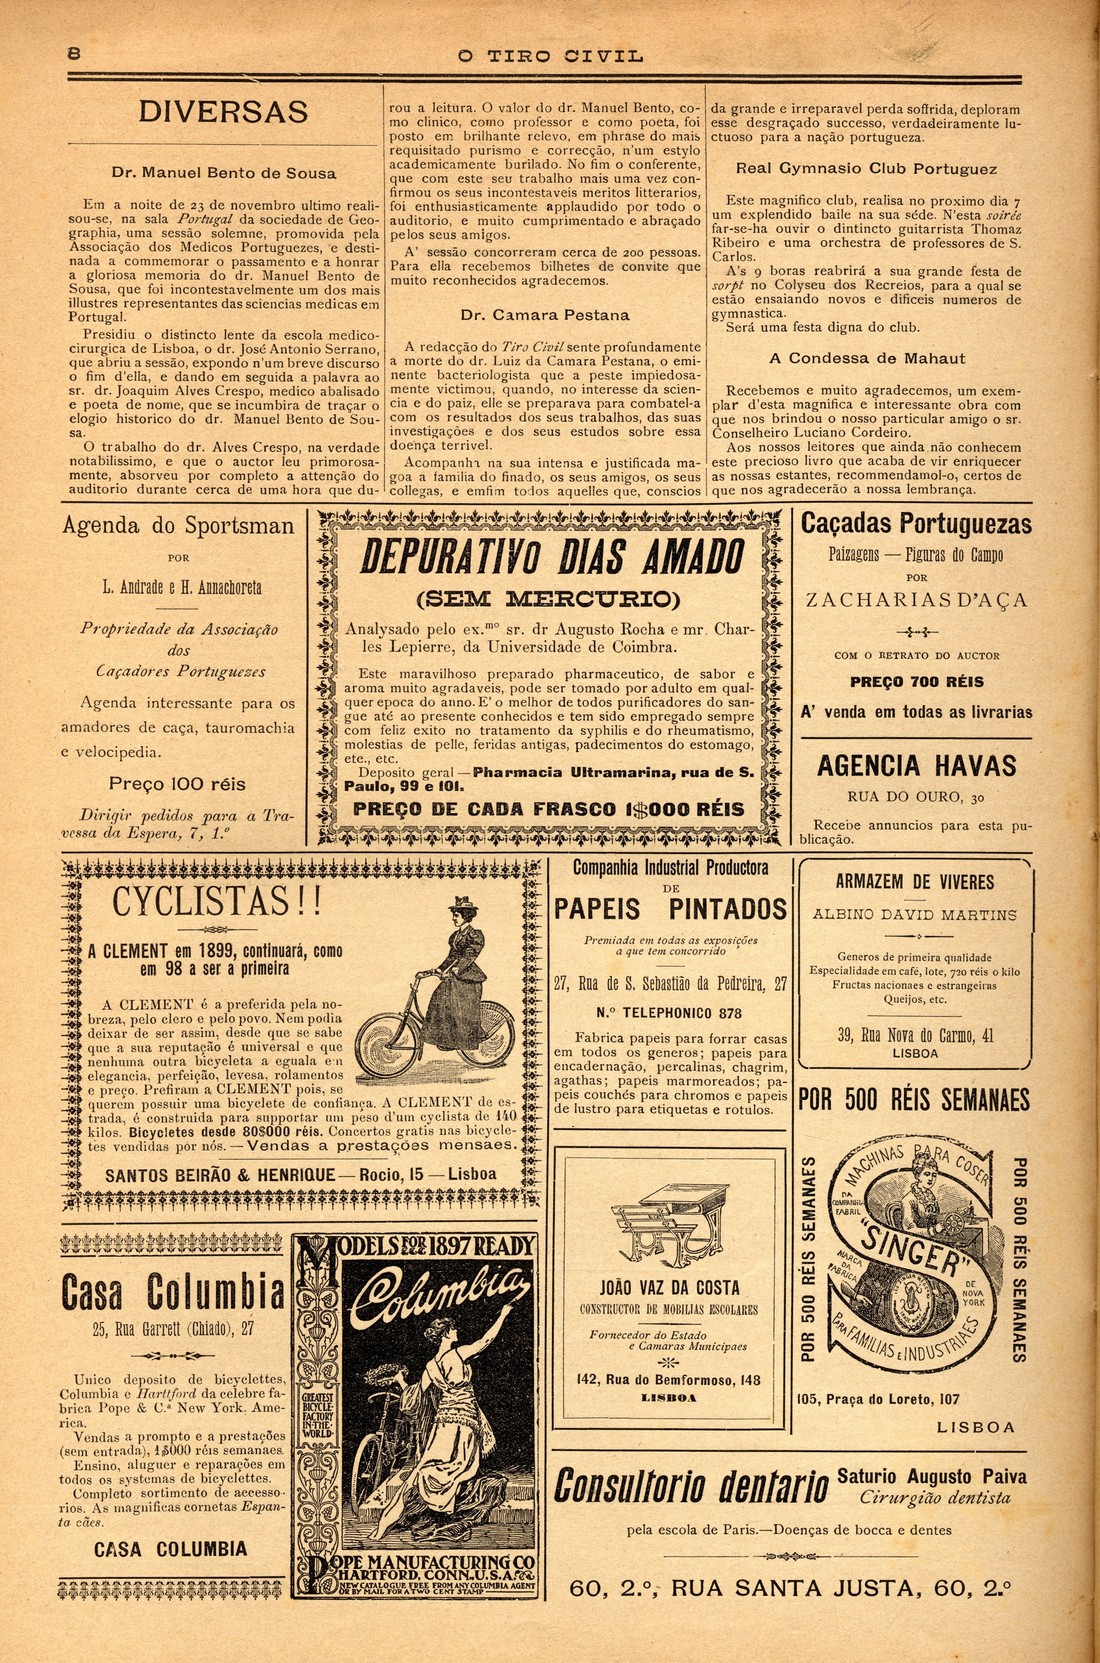 8
O TIRO CIVIL
DIVERSAS
Dr. Manuel Bento de Sousa
Em a noite de 23 de novembro ultimo reali-
sou-se, na sala Portugal da sociedade de Geo-
graphia, uma sessão solemne, promovida pela
Associação dos Medicos Portuguezes, e desti-
nada a commemorar o passamento e a honrar
a gloriosa memoria do dr. Manuel Bento de
Sousa, que foi incontestavelmente um dos mais
illustres representantes das sciencias medicas em
Portugal.
Presidiu o distincto lente da escola medico-
cirurgica de Lisboa, o dr. José Antonio Serrano,
que abriu a sessão, expondo n'um breve discurso
o fim d'ella, e dando em seguida a palavra ao
sr. dr. Joaquim Alves Crespo, medico abalisado
e poeta de nome, que se incumbira de traçar o
elogio historico do dr. Manuel Bento de Sou-
sa.
O trabalho do dr. Alves Crespo, na verdade
notabilissimo, e que o auctor leu primorosa-
mente, absorveu por completo a attenção do
auditorio durante cerca de uma hora que du-
rou a leitura. O valor do dr. Manuel Bento, co-
mo clinico, como professor e como poeta, foi
posto em brilhante relevo, em phrase do mais
requisitado purismo e correcção, n'um estylo
academicamente burilado. No fim o conferente,
que com este seu trabalho mais uma vez con-
firmou os seus incontestaveis meritos litterarios,
foi enthusiasticamente applaudido por todo o
auditorio, e muito cumprimentado e abraçado
pelos seus amigos.
A' sessão concorreram cerca de 200 pessoas.
Para ella recebemos bilhetes de convite que
muito reconhecidos agradecemos.
Dr. Camara Pestana
A redacção do Tiro Civil sente profundamente
a morte do dr. Luiz da Camara Pestana, o emi-
nente bacteriologista que a peste impiedosa-
mente victimou, quando, no interesse da scien-
cia e do paiz, elle se preparava para combatel-a
com os resultados dos seus trabalhos, das suas
investigações e dos seus estudos sobre essa
doença terrivel.
Acompanha na sua intensa e justificada ma-
goa a familia do finado, os seus amigos, os seus
collegas, e emfim todos aquelles que, conscios
da grande e irreparavel perda soffrida, deploram
esse desgraçado successo, verdadeiramente lu-
ctuoso para a nação portugueza.
Real Gymnasio Club Portuguez
Este magnifico club, realisa no proximo dia 7
um explendido baile na sua séde. N'esta soirée
far-se-ha ouvir o dintincto guitarrista Thomaz
Ribeiro e uma orchestra de professores de S.
Carlos.
A's 9 boras reabrirá a sua grande festa de
sorpt no Colyseu dos Recreios, para a qual se
estão ensaiando novos e dificeis numeros de
gymnastica.
Será uma festa digna do club.
A Condessa de Mahaut
Recebemos e muito agradecemos, um exem-
plar d'esta magnifica e interessante obra com
que nos brindou o nosso particular amigo o sr.
Conselheiro Luciano Cordeiro.
Aos nossos leitores que ainda não conhecem
este precioso livro que acaba de vir enriquecer
as nossas estantes, recommendamol-o, certos de
que nos agradecerão a nossa lembrança.
Agenda do Sportsman
POR
L. Andrade e H. Annachoreta
Propriedade da Associação
dos
Caçadores Portuguezes
Agenda interessante para os
amadores de caça, tauromachia
e velocipedia.
Preço 100 réis
Dirigir pedidos para a Tra-
vessa da Espera, 7, 1.º
DEPURATIVO DIAS AMADO
(SEM MERCURIO)
Analysado pelo ex.mo sr. dr Augusto Rocha e mr. Char-
les Lepierre, da Universidade de Coimbra.
Este maravilhoso preparado pharmaceutico, de sabor e
aroma muito agradaveis, pode ser tomado por adulto em qual-
quer epoca do anno. E' o melhor de todos purificadores do san-
gue até ao presente conhecidos e tem sido empregado sempre
com feliz exito no tratamento da syphilis e do rheumatismo,
molestias de pelle, feridas antigas, padecimentos do estomago,
ete., etc.
Deposito geral — Pharmacia Ultramarina, rua de S.
Paulo, 99 e 101.
PREÇO DE CADA FRASCO 1$000 RÉIS
Caçadas Portuguezas
Paizagens — Figuras do Campo
POR
ZACHARIAS D'AÇA
COM O RETRATO DO AUCTOR
PREÇO 700 RÉIS
A' venda em todas as livrarias
AGENCIA HAVAS
RUA DO OURO, 30
Recebe annuncios para esta pu-
blicação.
CYCLISTAS!!
A CLEMENT em 1899, continuará, como
em 98 a ser a primeira
A CLEMENT é a preferida pela no-
breza, pelo clero e pelo povo. Nem podia
deixar de ser assim, desde que se sabe
que a sua reputação é universal e que
nenhuma outra bicycleta a eguala em
elegancia, perfeição, levesa, rolamentos
e preço. Prefiram a CLEMENT pois, se
querem possuir uma bicyclete de confiança. A CLEMENT de es-
trada, é construida para supportar um peso d'um cyclista de 140
kilos. Bicycletes desde 80$000 réis. Concertos gratis nas bicycle-
tes vendidas por nós. — Vendas a prestações mensaes.
SANTOS BEIRÃO & HENRIQUE — Rocio, 15 — Lisboa
Companhia Industrial Productora
DE
PAPEIS PINTADOS
Premiada em todas as exposições
a que tem concorrido
27, Rua de S. Sebastião da Pedreira, 27
N.º TELEPHONICO 878
Fabrica papeis para forrar casas
em todos os generos; papeis para
encadernação, percalinas, chagrim,
agathas; papeis marmoreados; pa-
peis couchés para chromos e papeis
de lustro para etiquetas e rotulos.
ARMAZEM DE VIVERES
ALBINO DAVID MARTINS
Generos de primeira qualidade
Especialidade em café, lote, 720 réis o kilo
Fructas nacionaes e estrangeiras
Queijos, etc.
39, Rua Nova do Carmo, 41
LISBOA
POR 500 RÉIS SEMANAES
POR 500 RÉIS SEMANAES
POR 500 RÉIS SEMANAES
MACHINAS PARA COSER
DA
COMPANHIA
FABRIL
"SINGER"
MARCA
DA
FABRICA
DE
NOVA
YORK
PARA FAMILIAS E INDUSTRIAES
105, Praça do Loreto, 107
LISBOA
Casa Columbia
25, Rua Garrett (Chiado), 27
Unico deposito de bicyclettes,
Columbia e Hartford da celebre fa-
brica Pope & C.ª New York. Ame-
rica.
Vendas a prompto e a prestações
(sem entrada), 1$000 réis semanaes.
Ensino, aluguer e reparações em
todos os systemas de bicyclettes.
Completo sortimento de accesso-
rios. As magnificas cornetas Espan-
ta cães.
CASA COLUMBIA
MODELS FOR 1897 READY
Columbia
GREATEST
BICYCLE
FACTORY
IN·THE·
WORLD·
POPE MANUFACTURING CO
HARTFORD, CONN. U.S.A.
NEW CATALOGUE FREE FROM ANY COLUMBIA AGENT
OR BY MAIL FOR A TWO CENT STAMP
JOÃO VAZ DA COSTA
CONSTRUCTOR DE MOBILIAS ESCOLARES
Fornecedor do Estado
e Camaras Municipaes
142, Rua do Bemformoso, 148
LISBOA
Consultorio dentario
Saturio Augusto Paiva
Cirurgião dentista
pela escola de Paris.—Doenças de bocca e dentes
60, 2.º, RUA SANTA JUSTA, 60, 2.º